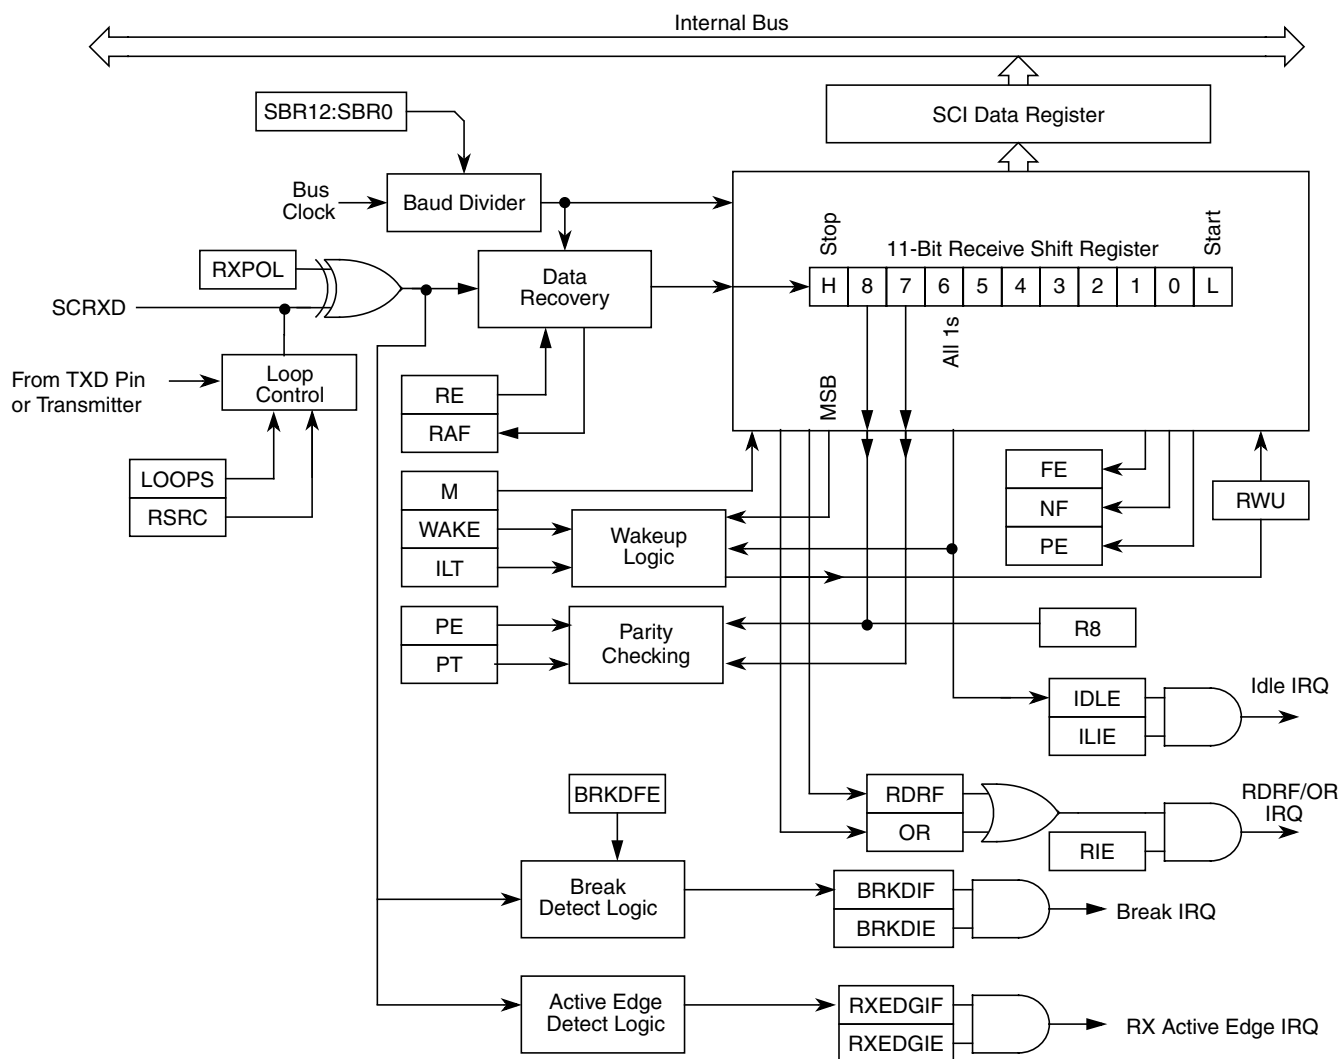 Internal Bus
SBR12:SBR0
SCI Data Register
Bus
Clock
Baud Divider
Stop
11-Bit Receive Shift Register
Start
RXPOL
Data
Recovery
H 8 7 6 5 4 3 2 1 0 L
SCRXD
All 1s
MSB
From TXD Pin
or Transmitter
Loop
Control
RE
RAF
LOOPS
RSRC
M
WAKE
ILT
Wakeup
Logic
FE
NF
PE
RWU
PE
PT
Parity
Checking
R8
IDLE
ILIE
Idle IRQ
BRKDFE
RDRF
OR
RIE
RDRF/OR
IRQ
Break
Detect Logic
BRKDIF
BRKDIE
Break IRQ
Active Edge
Detect Logic
RXEDGIF
RXEDGIE
RX Active Edge IRQ